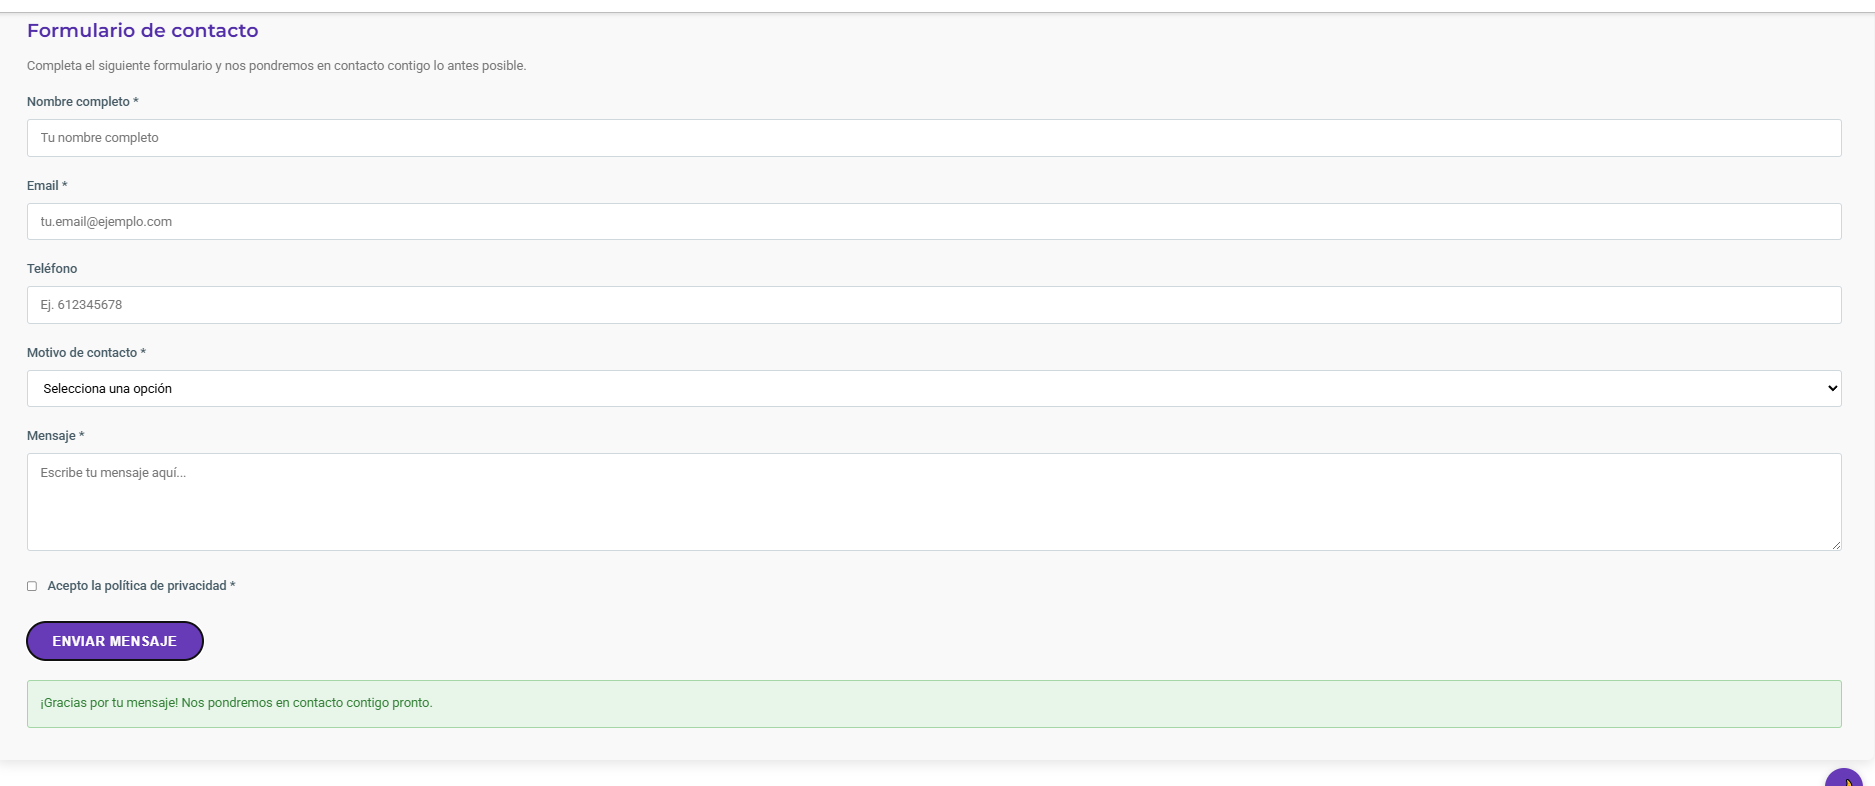 Formulario de contacto
Completa el siguiente formulario y nos pondremos en contacto contigo lo antes posible.
Nombre completo *
Tu nombre completo
Email *
tu.email@ejemplo.com
Teléfono
Ej. 612345678
Motivo de contacto *
Selecciona una opción
Mensaje *
Escribe tu mensaje aquí...
Acepto la política de privacidad *
ENVIAR MENSAJE
¡Gracias por tu mensaje! Nos pondremos en contacto contigo pronto.